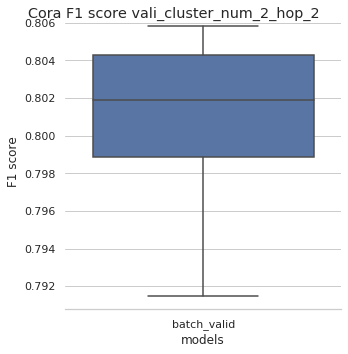 Cora F1 score vali_cluster_num_2_hop_2
0.806
0.804
0.802
0.800
0.798
0.796
0.794
0.792
F1 score
batch_valid
models